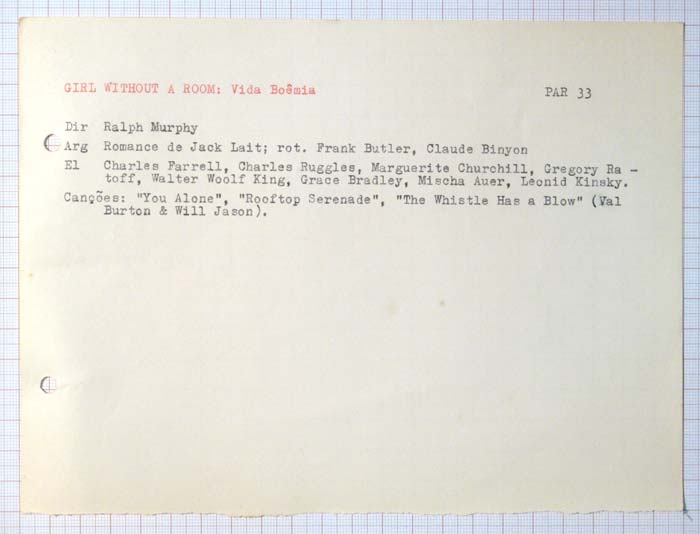 GIRL WITHOUT A ROOM: Vida Boêmia PAR 33
Dir Ralph Murphy
Arg Romance de Jack Lait; rot. Frank Butler, Claude Binyon
El Charles Farrell, Charles Ruggles, Marguerite Churchill, Gregory Ra -
toff, Walter Woolf King, Grace Bradley, Mischa Auer, Leonid Kinsky.
Canções: "You Alone", "Rooftop Serenade", "The Whistle Has a Blow" (Val
Burton & Will Jason).